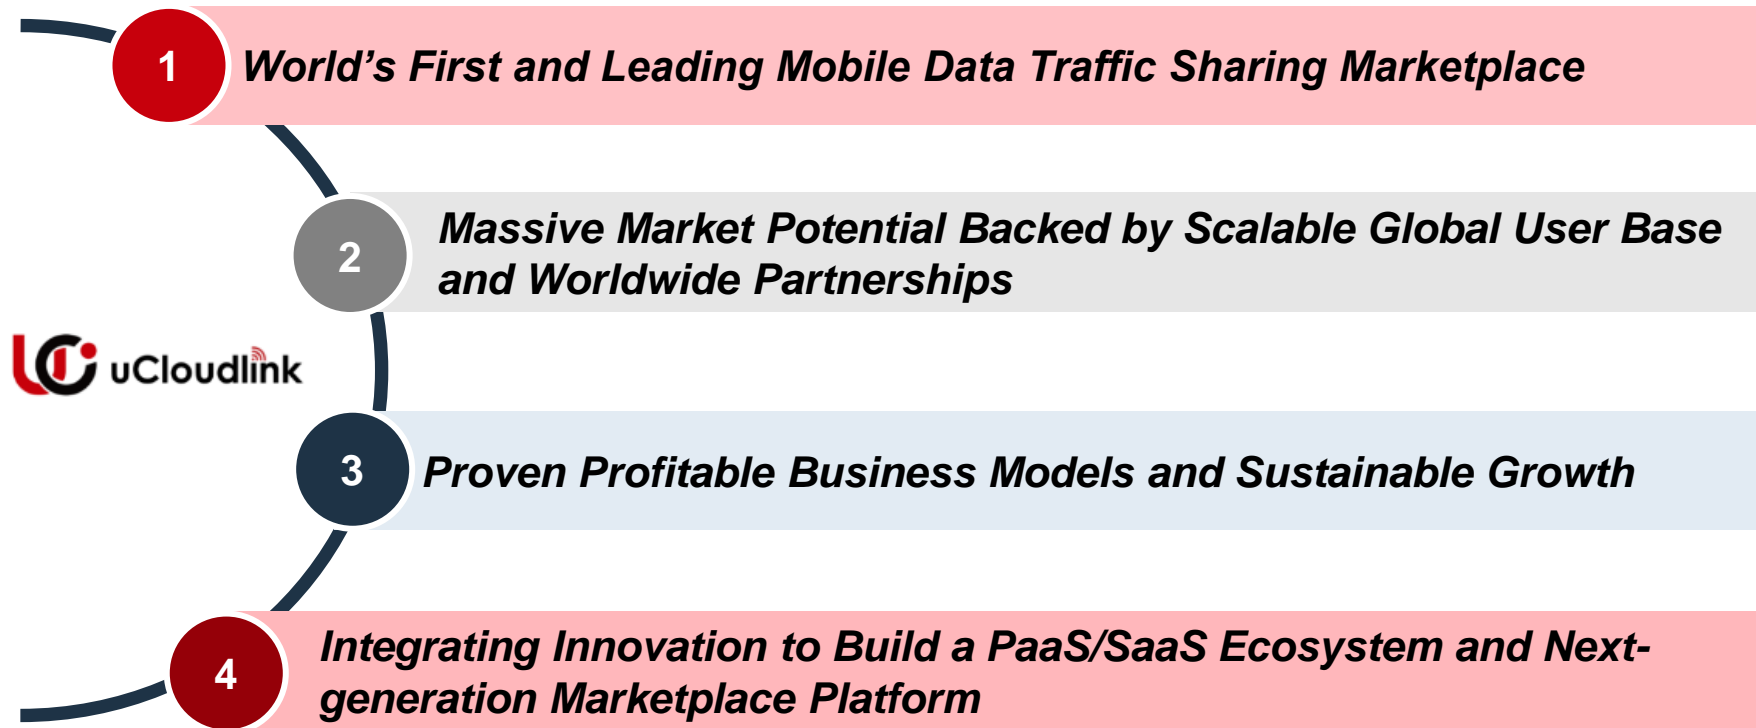 1
World’s First and Leading Mobile Data Traffic Sharing Marketplace
2
Massive Market Potential Backed by Scalable Global User Base
and Worldwide Partnerships
uCloudlink
3
Proven Profitable Business Models and Sustainable Growth
4
Integrating Innovation to Build a PaaS/SaaS Ecosystem and Next-
generation Marketplace Platform